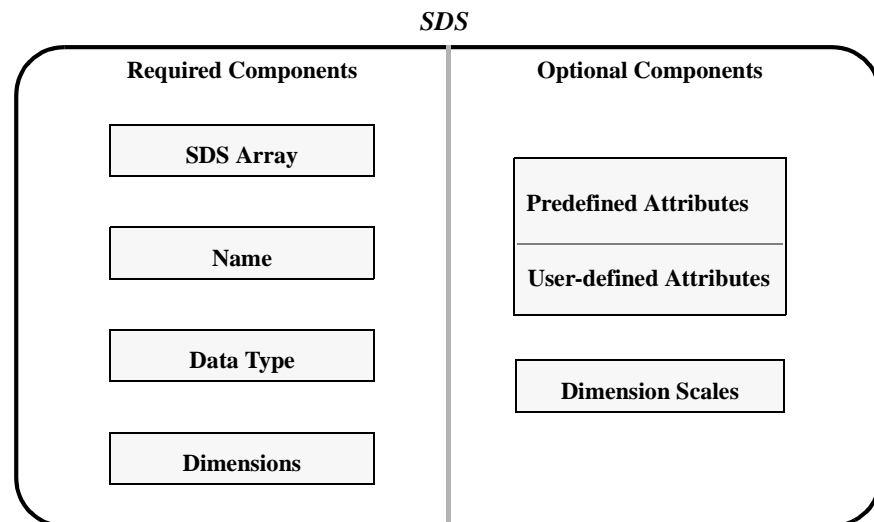 SDS
Required Components
SDS Array
Name
Data Type
Dimensions
Optional Components
Predefined Attributes
User-defined Attributes
Dimension Scales